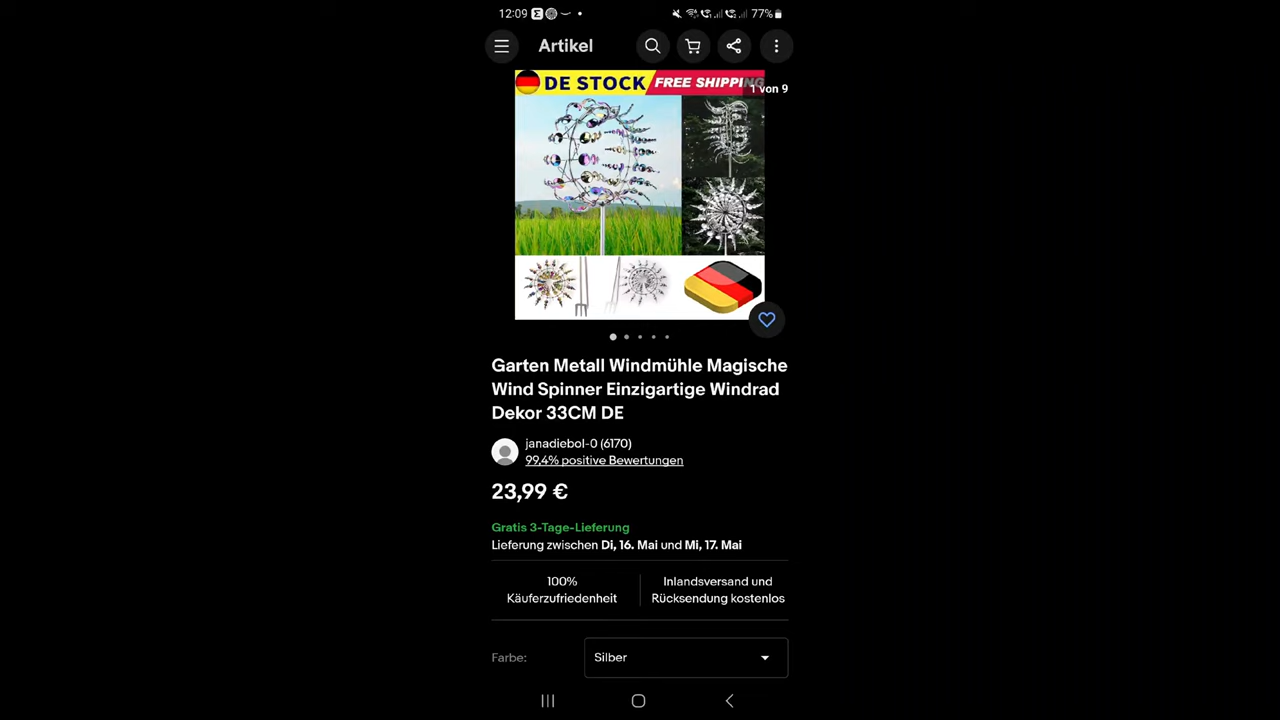 12:09
77%
Artikel
DE STOCK FREE SHIPPING
1 von 9
Garten Metall Windmühle Magische
Wind Spinner Einzigartige Windrad
Dekor 33CM DE
janadiebol-0 (6170)
99,4% positive Bewertungen
23,99 €
Gratis 3-Tage-Lieferung
Lieferung zwischen Di, 16. Mai und Mi, 17. Mai
100%
Käuferzufriedenheit
Inlandsversand und
Rücksendung kostenlos
Farbe:
Silber